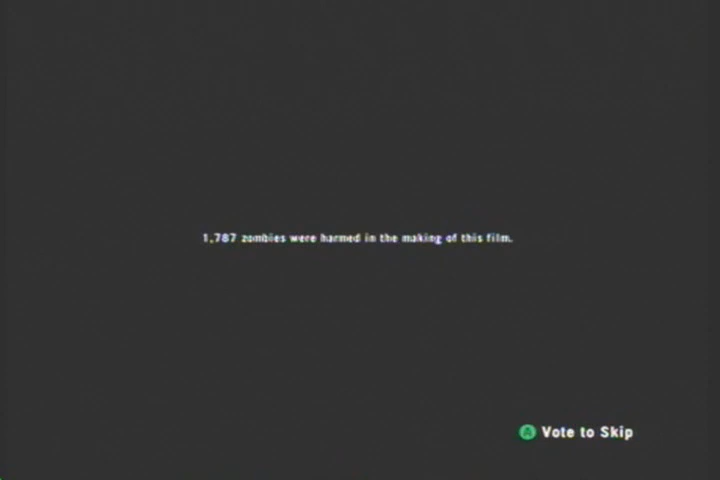 1,787 zombies were harmed in the making of this film.
A Vote to Skip